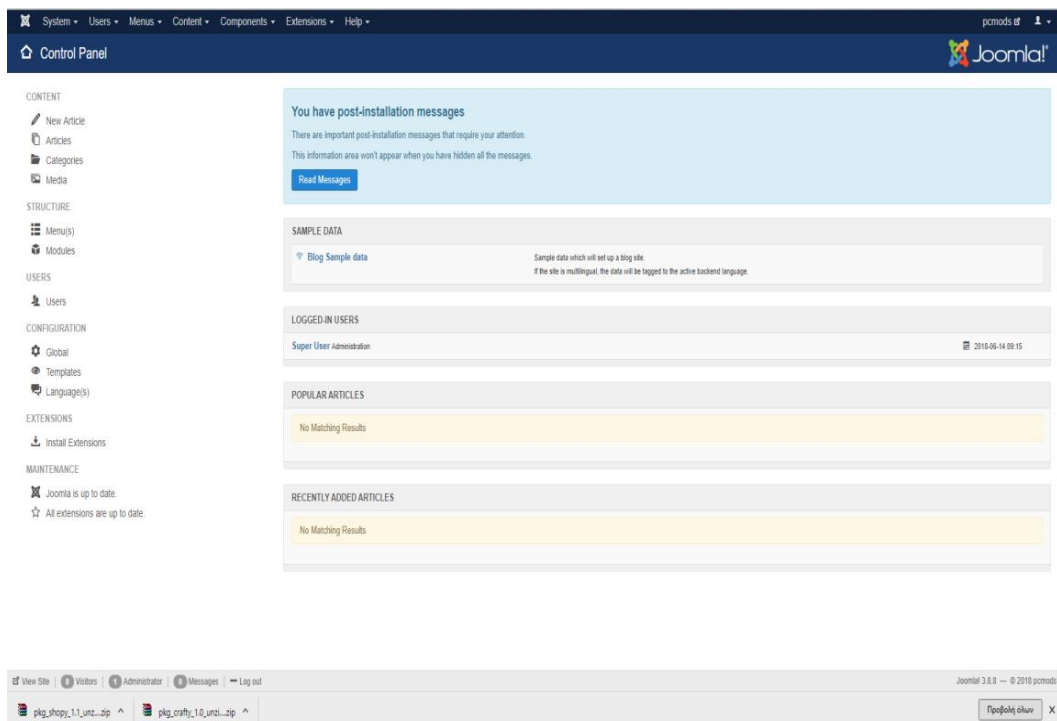 System Users Menus Content Components Extensions Help pcmods
Control Panel Joomla!
CONTENT
New Article
Articles
Categories
Media
STRUCTURE
Menu(s)
Modules
USERS
Users
CONFIGURATION
Global
Templates
Language(s)
EXTENSIONS
Install Extensions
MAINTENANCE
Joomla is up to date.
All extensions are up to date.
You have post-installation messages
There are important post-installation messages that require your attention.
This information area won't appear when you have hidden all the messages.
Read Messages
SAMPLE DATA
Blog Sample data
Sample data which will set up a blog site.
If the site is multilingual, the data will be tagged to the active backend language.
LOGGED-IN USERS
Super User Administration 2018-06-14 09:15
POPULAR ARTICLES
No Matching Results
RECENTLY ADDED ARTICLES
No Matching Results
View Site 0 Visitors 1 Administrator 0 Messages Log out Joomla! 3.8.8 — © 2018 pcmods
pkg_shopy_1.1_unz....zip pkg_crafty_1.0_unzi....zip Προβολή όλων X